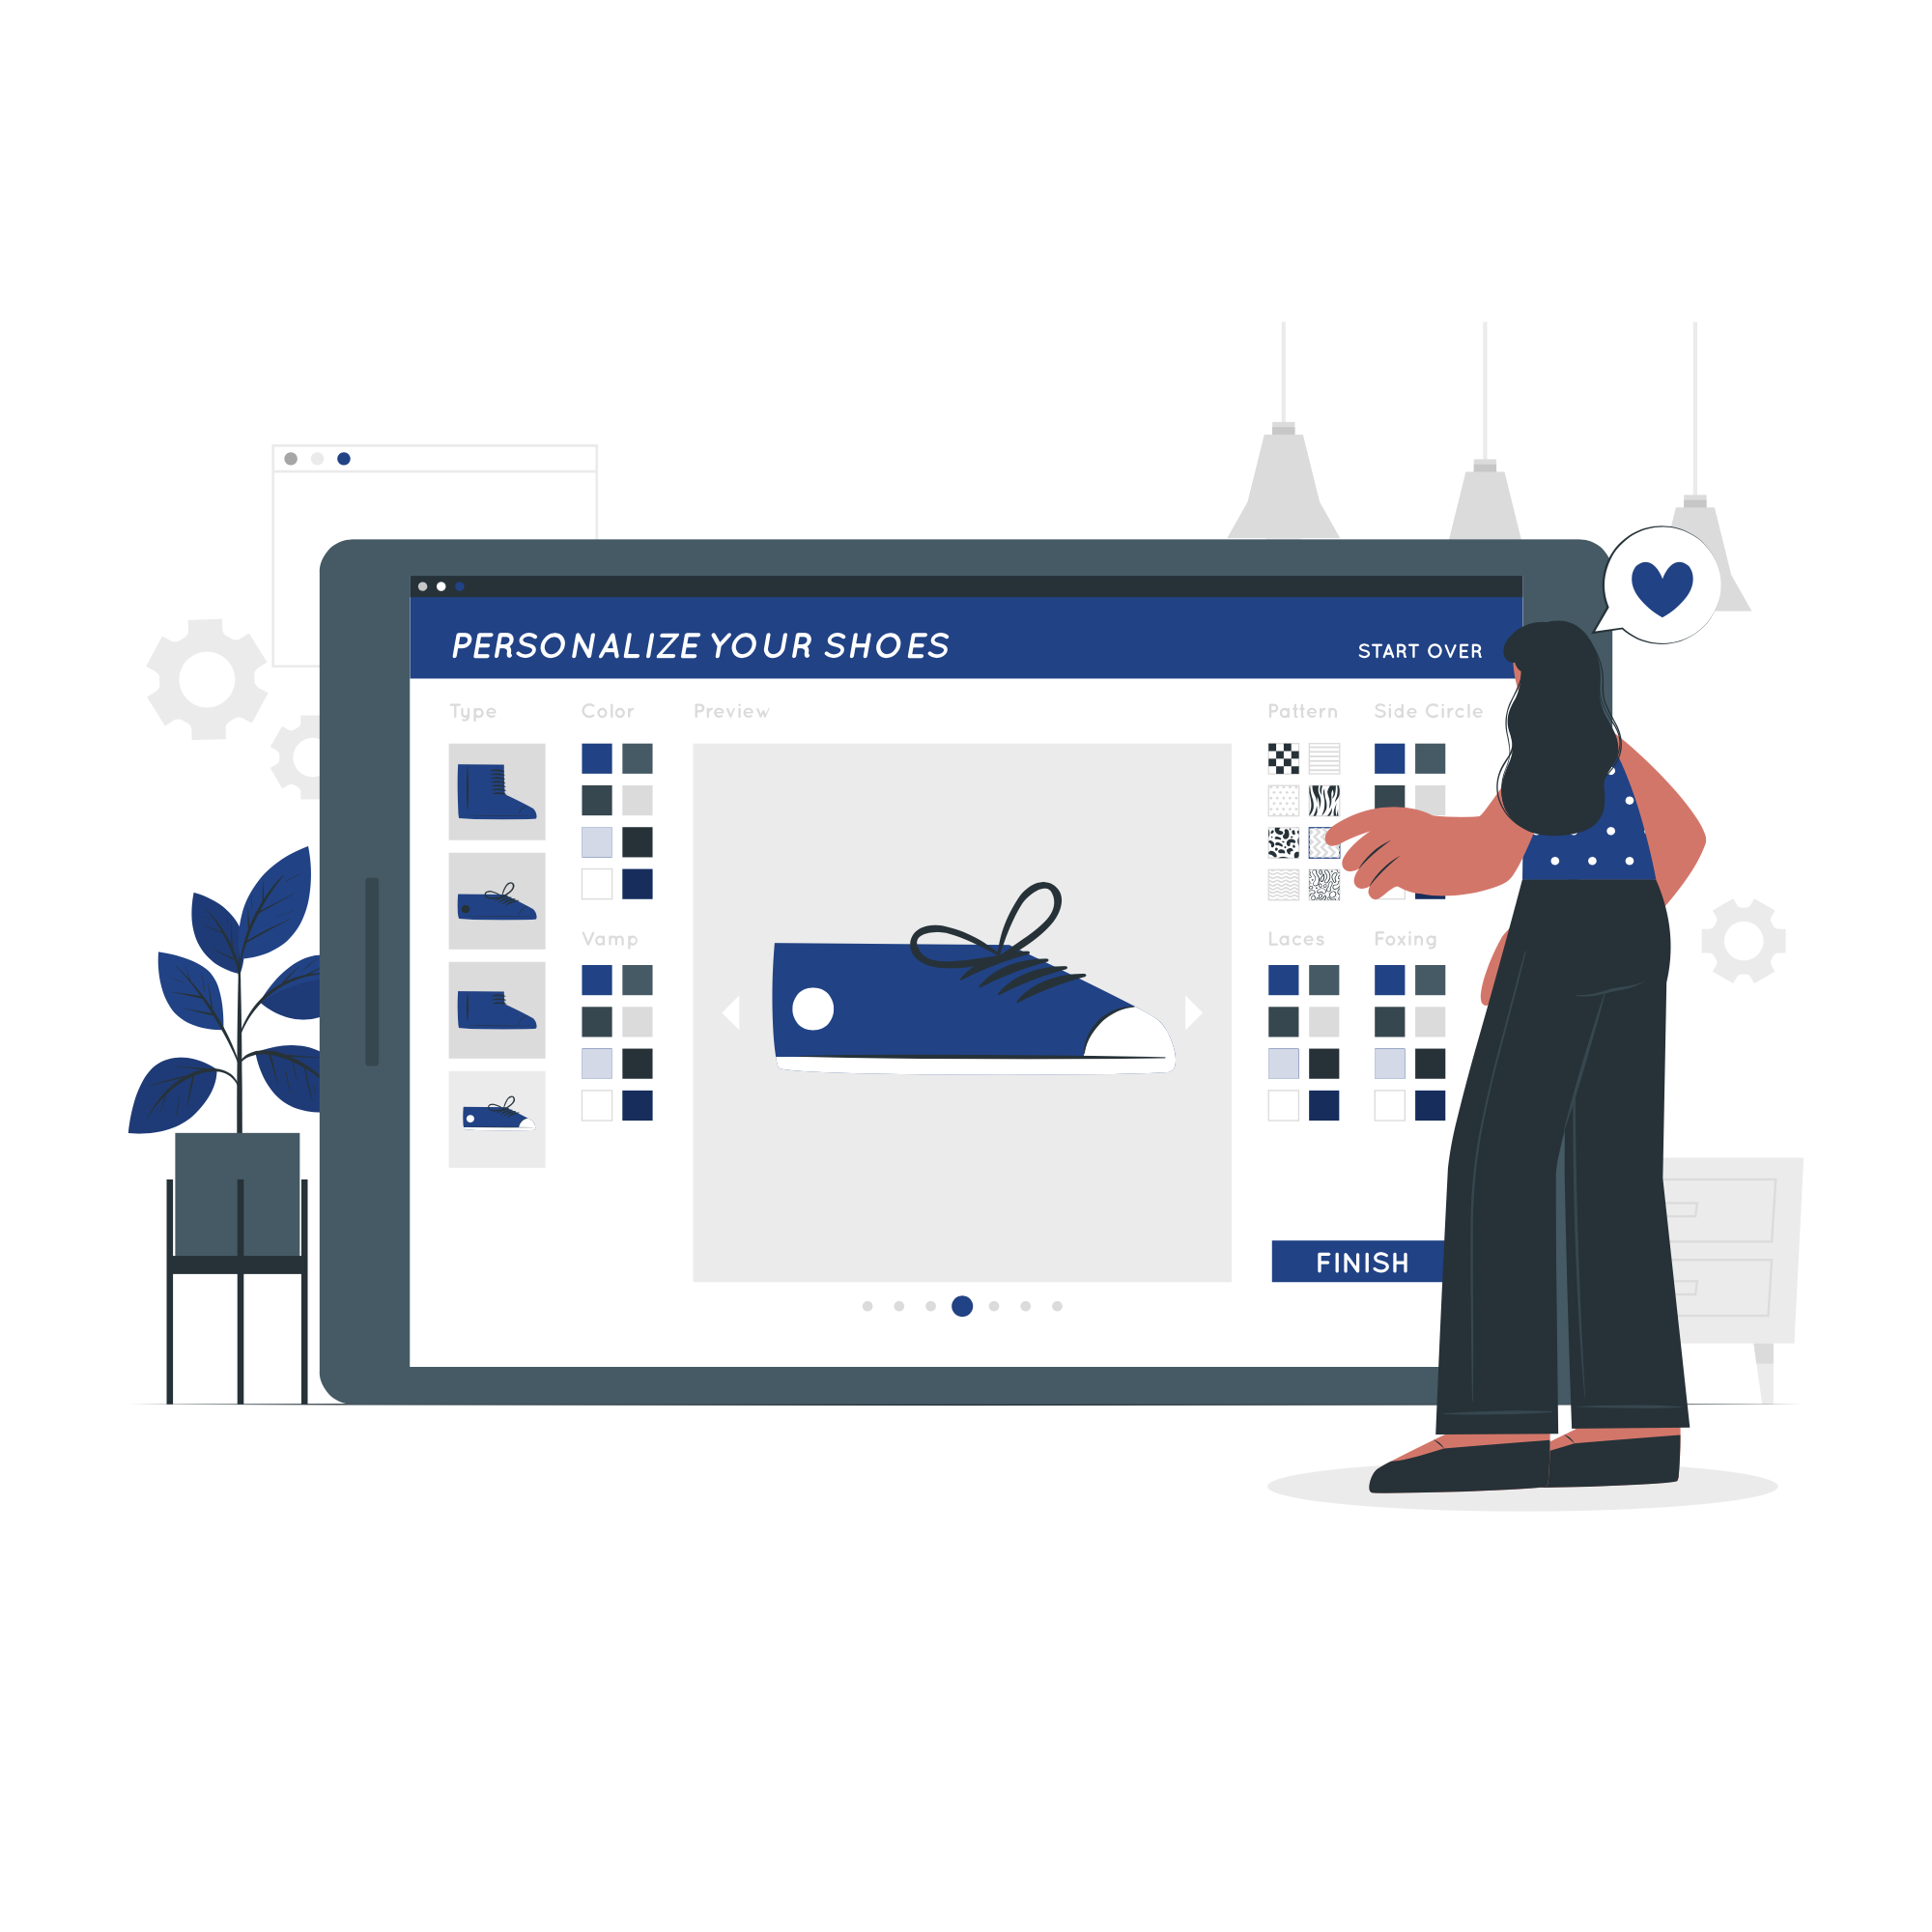 PERSONALIZE YOUR SHOES
START OVER
Type
Color
Preview
Pattern
Side Circle
Vamp
Laces
Foxing
FINISH